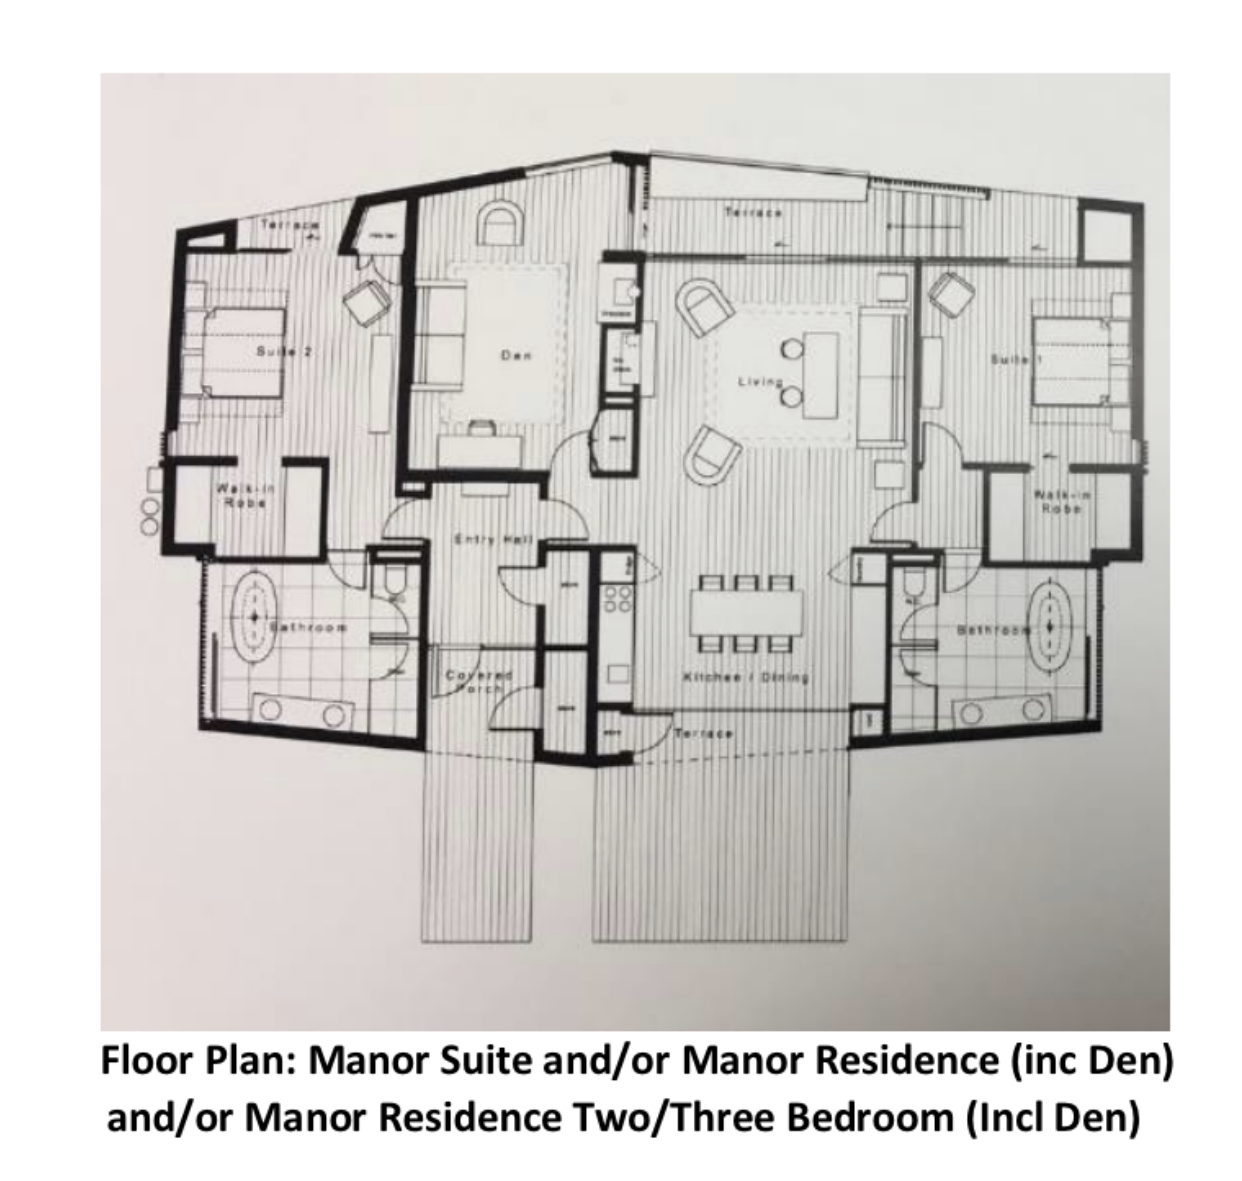 Terrace
Terrace
Suite 2
Den
Living
Suite 1
Walk-in
Robe
Walk-in
Robe
Entry Hall
Bathroom
Bathroom
Covered
Porch
Kitchen / Dining
Terrace
Floor Plan: Manor Suite and/or Manor Residence (inc Den)
and/or Manor Residence Two/Three Bedroom (Incl Den)